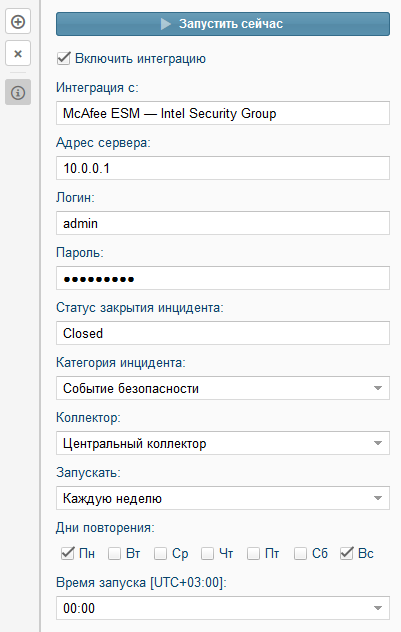 Запустить сейчас
Включить интеграцию
Интеграция с:
McAfee ESM — Intel Security Group
Адрес сервера:
10.0.0.1
Логин:
admin
Пароль:
●●●●●●●●●
Статус закрытия инцидента:
Closed
Категория инцидента:
Событие безопасности
Коллектор:
Центральный коллектор
Запускать:
Каждую неделю
Дни повторения:
Пн Вт Ср Чт Пт Сб Вс
Время запуска [UTC+03:00]:
00:00